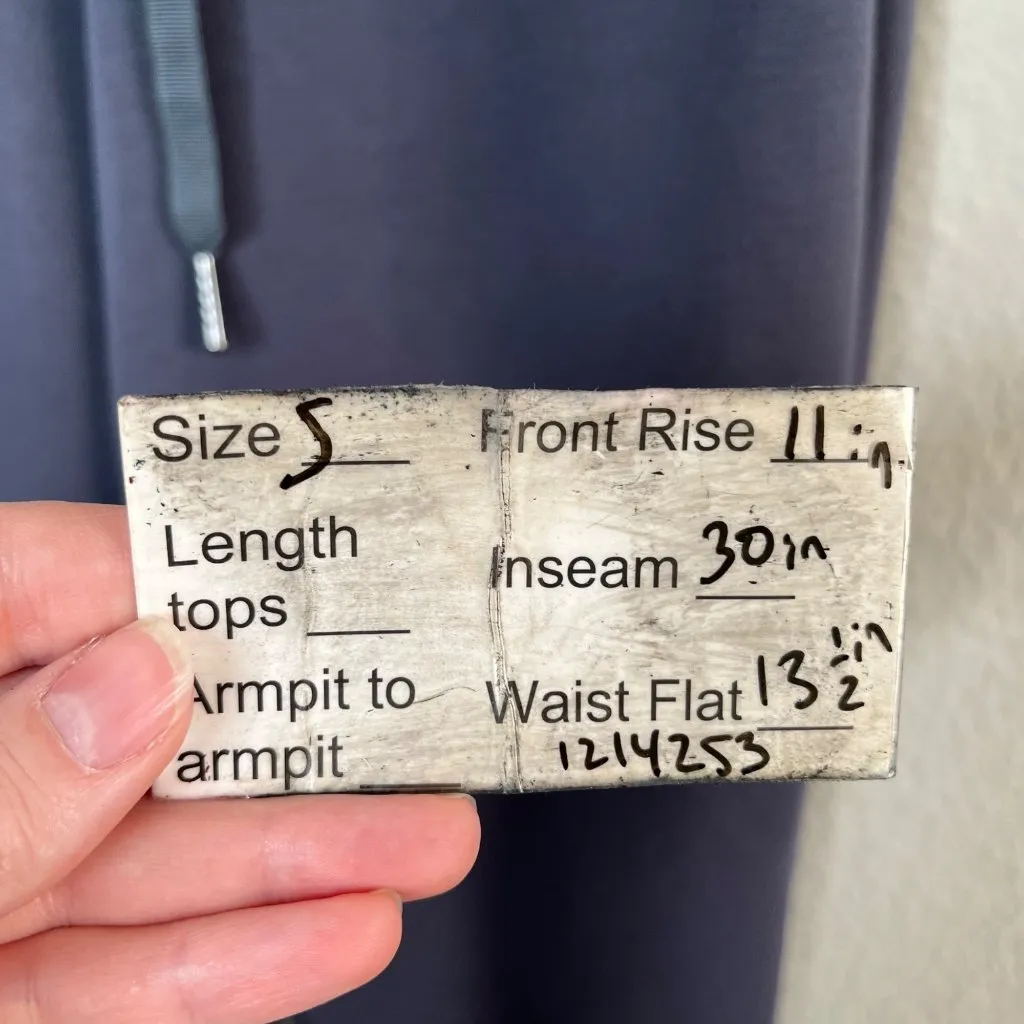 Size S
Length
tops
Armpit to
armpit
Front Rise 11in
Inseam 30in
Waist Flat 13 1/2 in
1214253